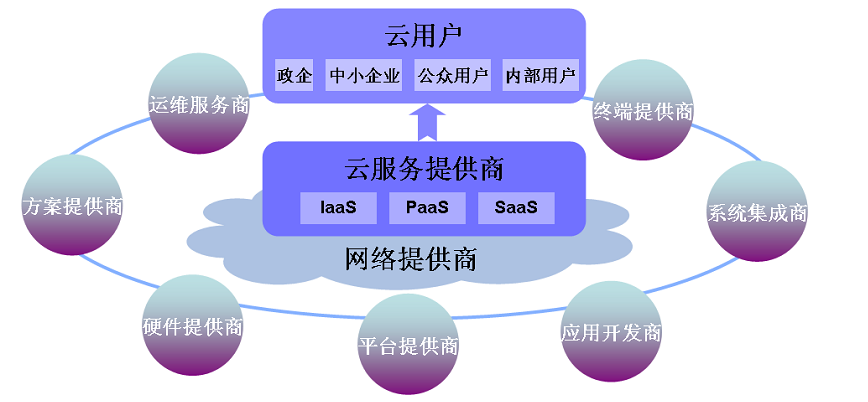 云用户
政企 中小企业 公众用户 内部用户
运维服务商
终端提供商
云服务提供商
IaaS PaaS SaaS
方案提供商
系统集成商
网络提供商
硬件提供商
平台提供商
应用开发商